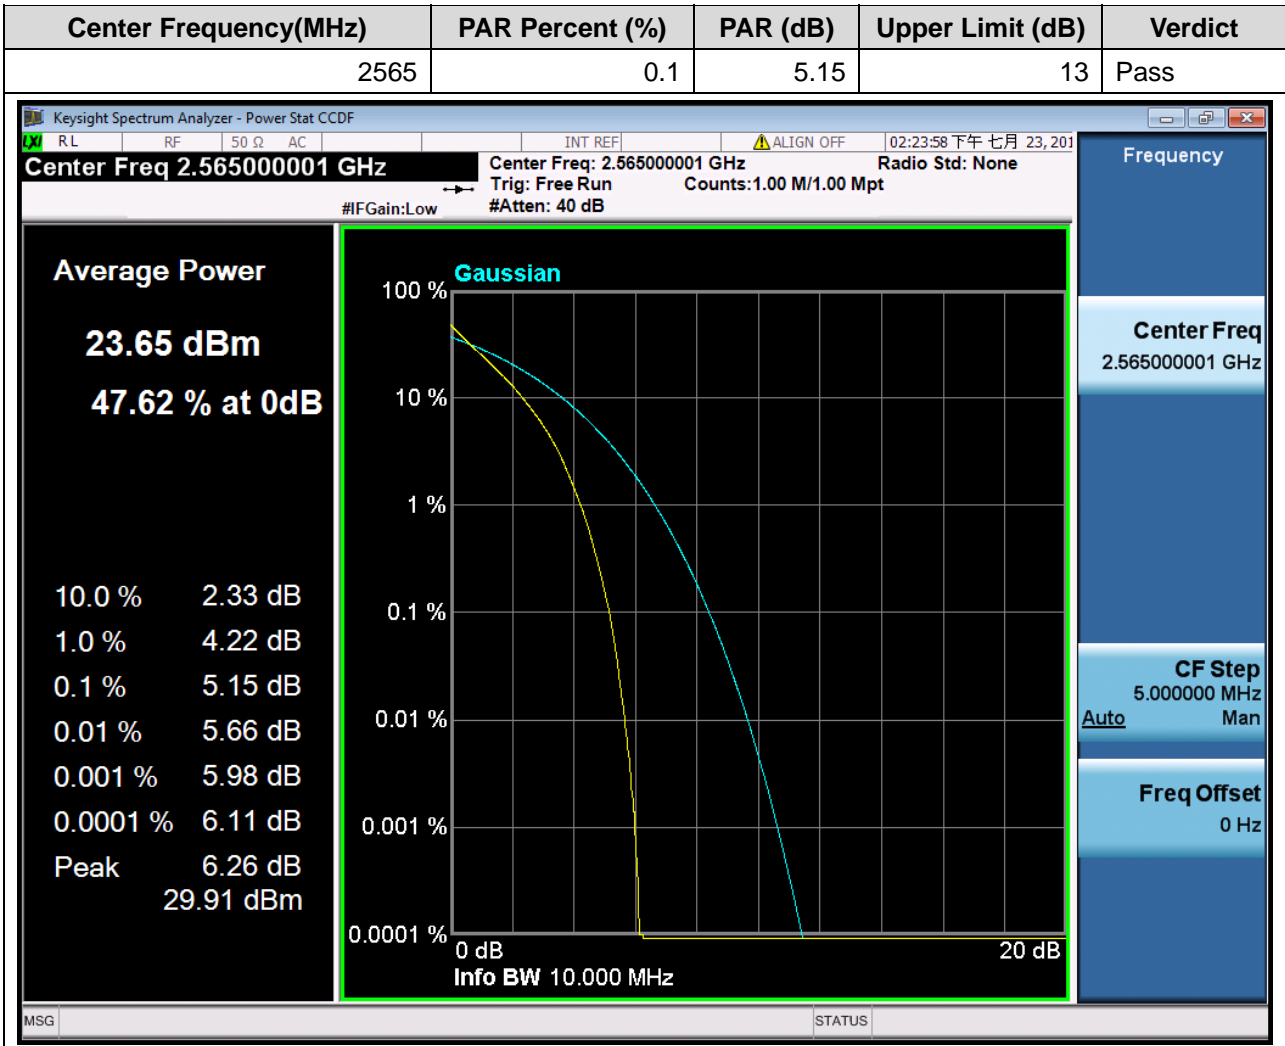 Center Frequency(MHz) PAR Percent (%) PAR (dB) Upper Limit (dB) Verdict
2565 0.1 5.15 13 Pass
Keysight Spectrum Analyzer - Power Stat CCDF
LXI RL RF 50 Ω AC INT REF ALIGN OFF 02:23:58 下午 七月 23, 201
Center Freq 2.565000001 GHz
Center Freq: 2.565000001 GHz Radio Std: None
Trig: Free Run Counts:1.00 M/1.00 Mpt
#IFGain:Low #Atten: 40 dB
Frequency
Average Power
23.65 dBm
47.62 % at 0dB
10.0 % 2.33 dB
1.0 % 4.22 dB
0.1 % 5.15 dB
0.01 % 5.66 dB
0.001 % 5.98 dB
0.0001 % 6.11 dB
Peak 6.26 dB
29.91 dBm
Gaussian
100 %
10 %
1 %
0.1 %
0.01 %
0.001 %
0.0001 %
0 dB 20 dB
Info BW 10.000 MHz
Center Freq
2.565000001 GHz
CF Step
5.000000 MHz
Auto Man
Freq Offset
0 Hz
MSG STATUS